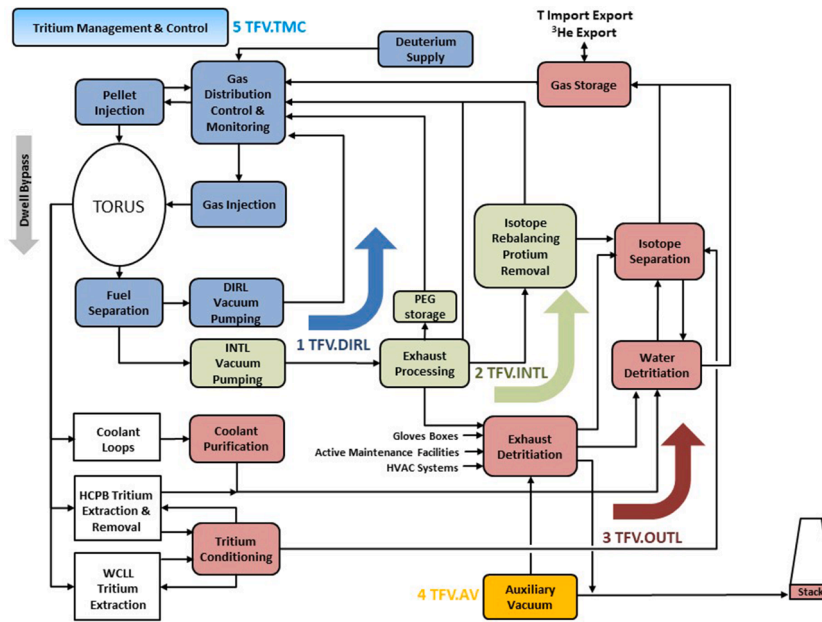 Tritium Management & Control
5 TFV.TMC
T Import Export
³He Export
Deuterium
Supply
Gas
Distribution
Control &
Monitoring
Gas Storage
Pellet
Injection
Dwell Bypass
TORUS
Gas Injection
Isotope
Rebalancing
Protium
Removal
Isotope
Separation
Fuel
Separation
DIRL
Vacuum
Pumping
PEG
storage
1 TFV.DIRL
INTL
Vacuum
Pumping
Exhaust
Processing
2 TFV.INTL
Water
Detritiation
Coolant
Loops
Coolant
Purification
Gloves Boxes
Active Maintenance Facilities
HVAC Systems
Exhaust
Detritiation
HCPB Tritium
Extraction &
Removal
Tritium
Conditioning
3 TFV.OUTL
WCLL
Tritium
Extraction
4 TFV.AV
Auxiliary
Vacuum
Stack